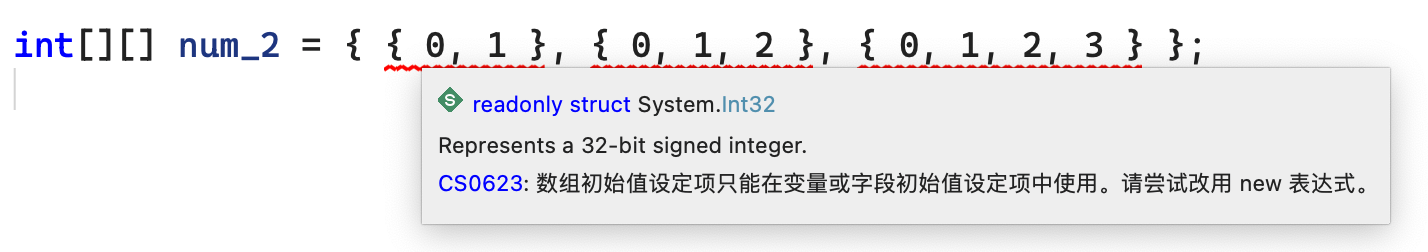 int[][] num_2 = { { 0, 1 }, { 0, 1, 2 }, { 0, 1, 2, 3 } };
S readonly struct System.Int32
Represents a 32-bit signed integer.
CS0623: 数组初始值设定项只能在变量或字段初始值设定项中使用。请尝试改用 new 表达式。